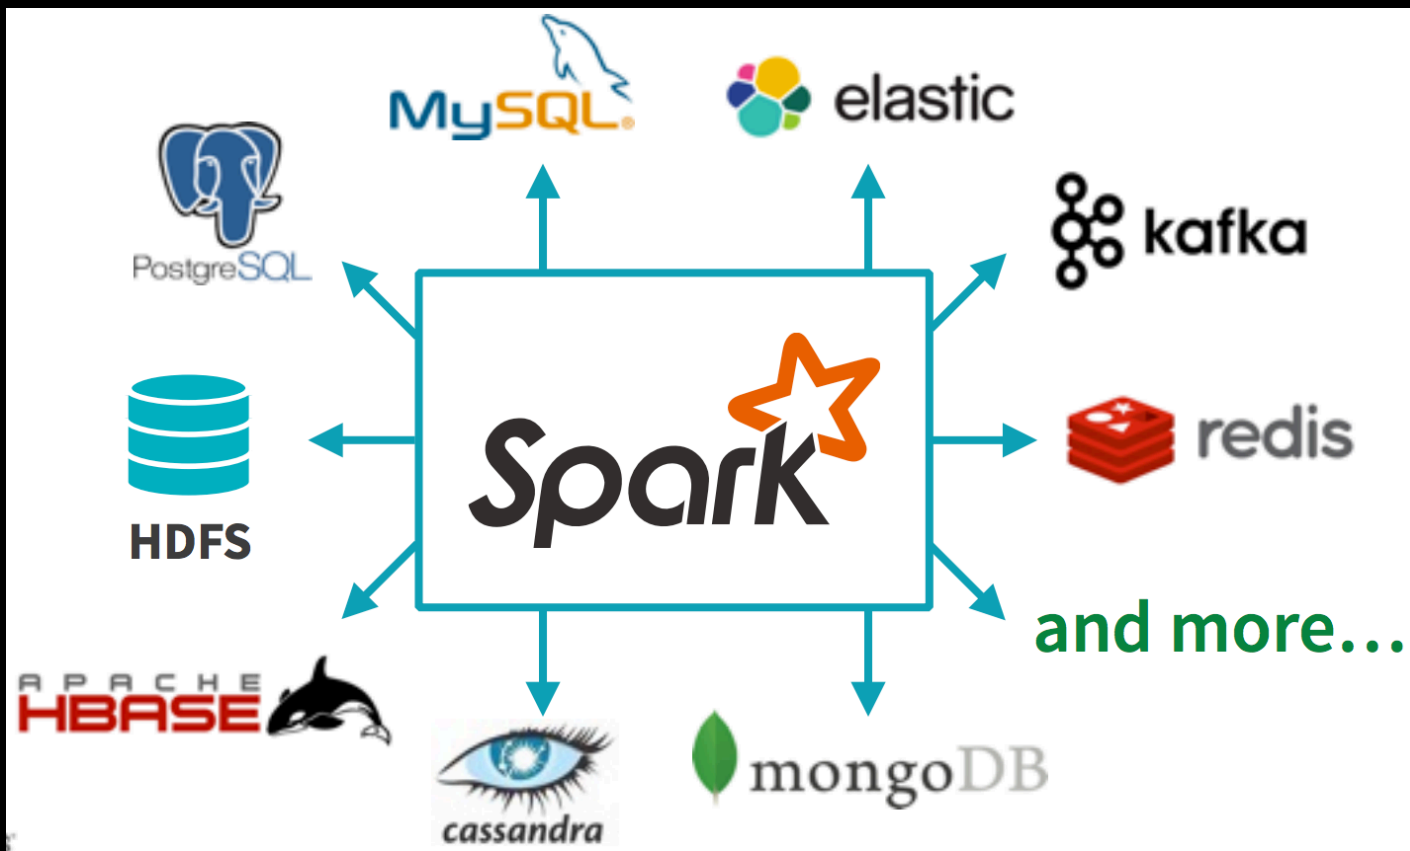 MySQL®
elastic
PostgreSQL
kafka
Spark
redis
HDFS
and more...
APACHE
HBASE
cassandra
mongoDB